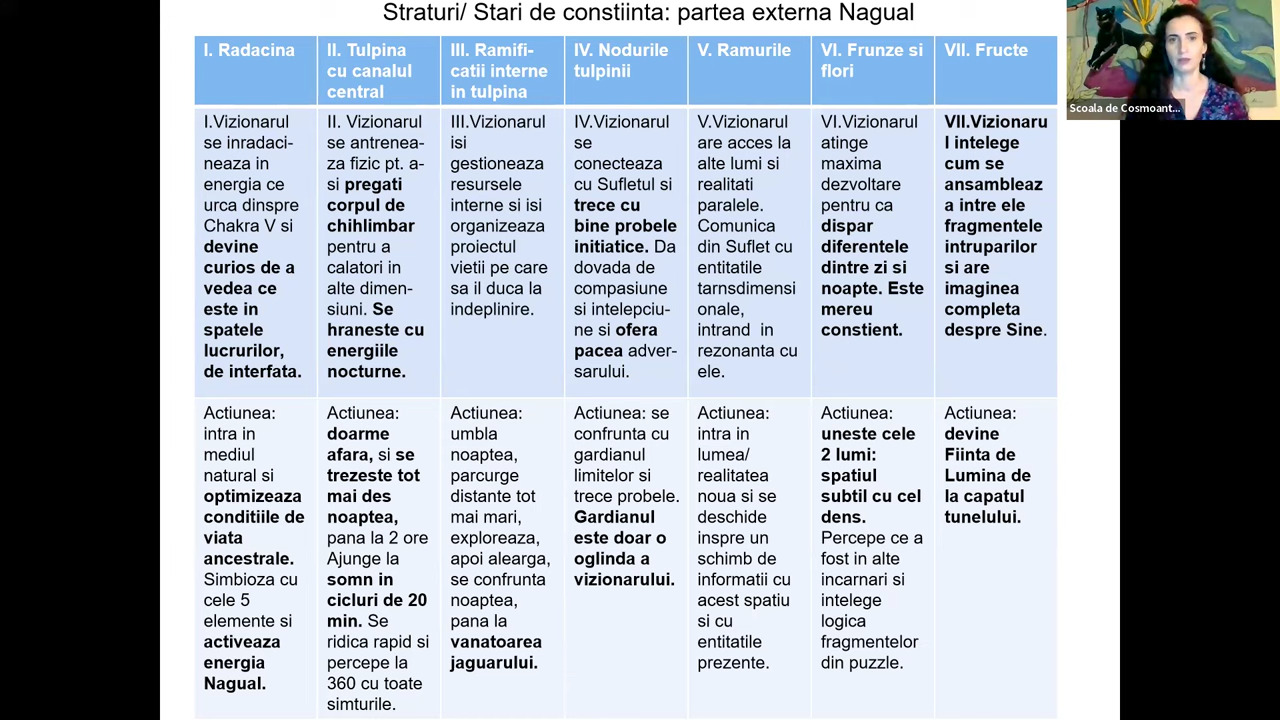 Straturi/ Stari de constiinta: partea externa Nagual
I. Radacina
II. Tulpina
cu canalul
central
III. Ramifi-
catii interne
in tulpina
IV. Nodurile
tulpinii
V. Ramurile
VI. Frunze si
flori
VII. Fructe
I.Vizionarul
se inradaci-
neaza in
energia ce
urca dinspre
Chakra V si
devine
curios de a
vedea ce
este in
spatele
lucrurilor,
de interfata.
II. Vizionarul
se antrenea-
za fizic pt. a-
si pregati
corpul de
chihlimbar
pentru a
calatori in
alte dimen-
siuni. Se
hraneste cu
energiile
nocturne.
III.Vizionarul
isi
gestioneaza
resursele
interne si isi
organizeaza
proiectul
vietii pe care
sa il duca la
indeplinire.
IV.Vizionarul
se
conecteaza
cu Sufletul si
trece cu
bine probele
initiatice. Da
dovada de
compasiune
si intelepciu-
ne si ofera
pacea adver-
sarului.
V.Vizionarul
are acces la
alte lumi si
realitati
paralele.
Comunica
din Suflet cu
entitatile
tarnsdimensi
onale,
intrand in
rezonanta cu
ele.
VI.Vizionarul
atinge
maxima
dezvoltare
pentru ca
dispar
diferentele
dintre zi si
noapte. Este
mereu
constient.
VII.Vizionaru
l intelege
cum se
ansambleaz
a intre ele
fragmentele
intruparilor
si are
imaginea
completa
despre Sine.
Actiunea:
intra in
mediul
natural si
optimizeaza
conditiile de
viata
ancestrale.
Simbioza cu
cele 5
elemente si
activeaza
energia
Nagual.
Actiunea:
doarme
afara, si se
trezeste tot
mai des
noaptea,
pana la 2 ore
Ajunge la
somn in
cicluri de 20
min. Se
ridica rapid si
percepe la
360 cu toate
simturile.
Actiunea:
umbla
noaptea,
parcurge
distante tot
mai mari,
exploreaza,
apoi alearga,
se confrunta
noaptea,
pana la
vanatoarea
jaguarului.
Actiunea: se
confrunta cu
gardianul
limitelor si
trece probele.
Gardianul
este doar o
oglinda a
vizionarului.
Actiunea:
intra in
lumea/
realitatea
noua si se
deschide
inspre un
schimb de
informatii cu
acest spatiu
si cu
entitatile
prezente.
Actiunea:
uneste cele
2 lumi:
spatiul
subtil cu cel
dens.
Percepe ce a
fost in alte
incarnari si
intelege
logica
fragmentelor
din puzzle.
Actiunea:
devine
Fiinta de
Lumina de
la capatul
tunelului.
Scoala de Cosmoant...